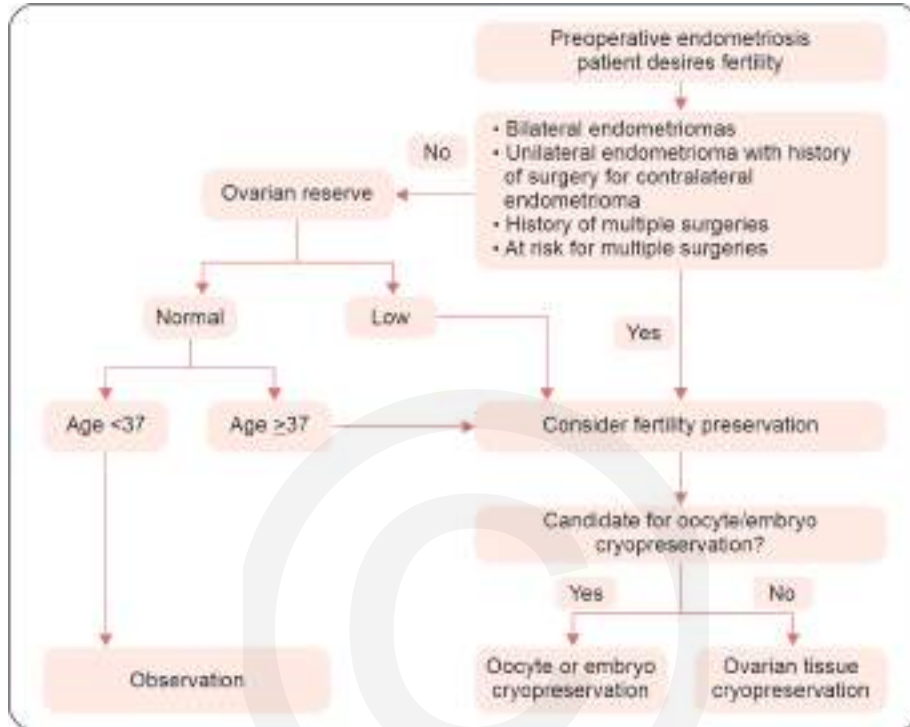 Preoperative endometriosis
patient desires fertility
• Bilateral endometriomas
• Unilateral endometrioma with history
of surgery for contralateral
endometrioma
• History of multiple surgeries
• At risk for multiple surgeries
No
Ovarian reserve
Normal
Low
Yes
Age <37
Age ≥37
Consider fertility preservation
Candidate for oocyte/embryo
cryopreservation?
Yes
No
Observation
Oocyte or embryo
cryopreservation
Ovarian tissue
cryopreservation